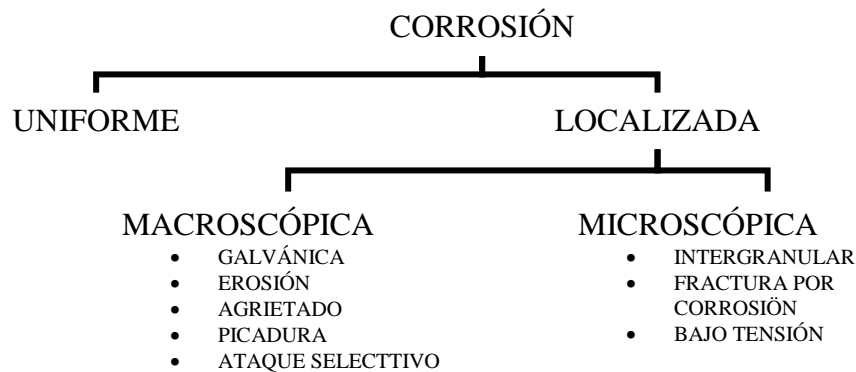 CORROSIÓN
UNIFORME
LOCALIZADA
MACROSCÓPICA
• GALVÁNICA
• EROSIÓN
• AGRIETADO
• PICADURA
• ATAQUE SELECTTIVO
MICROSCÓPICA
• INTERGRANULAR
• FRACTURA POR
CORROSIÖN
• BAJO TENSIÓN